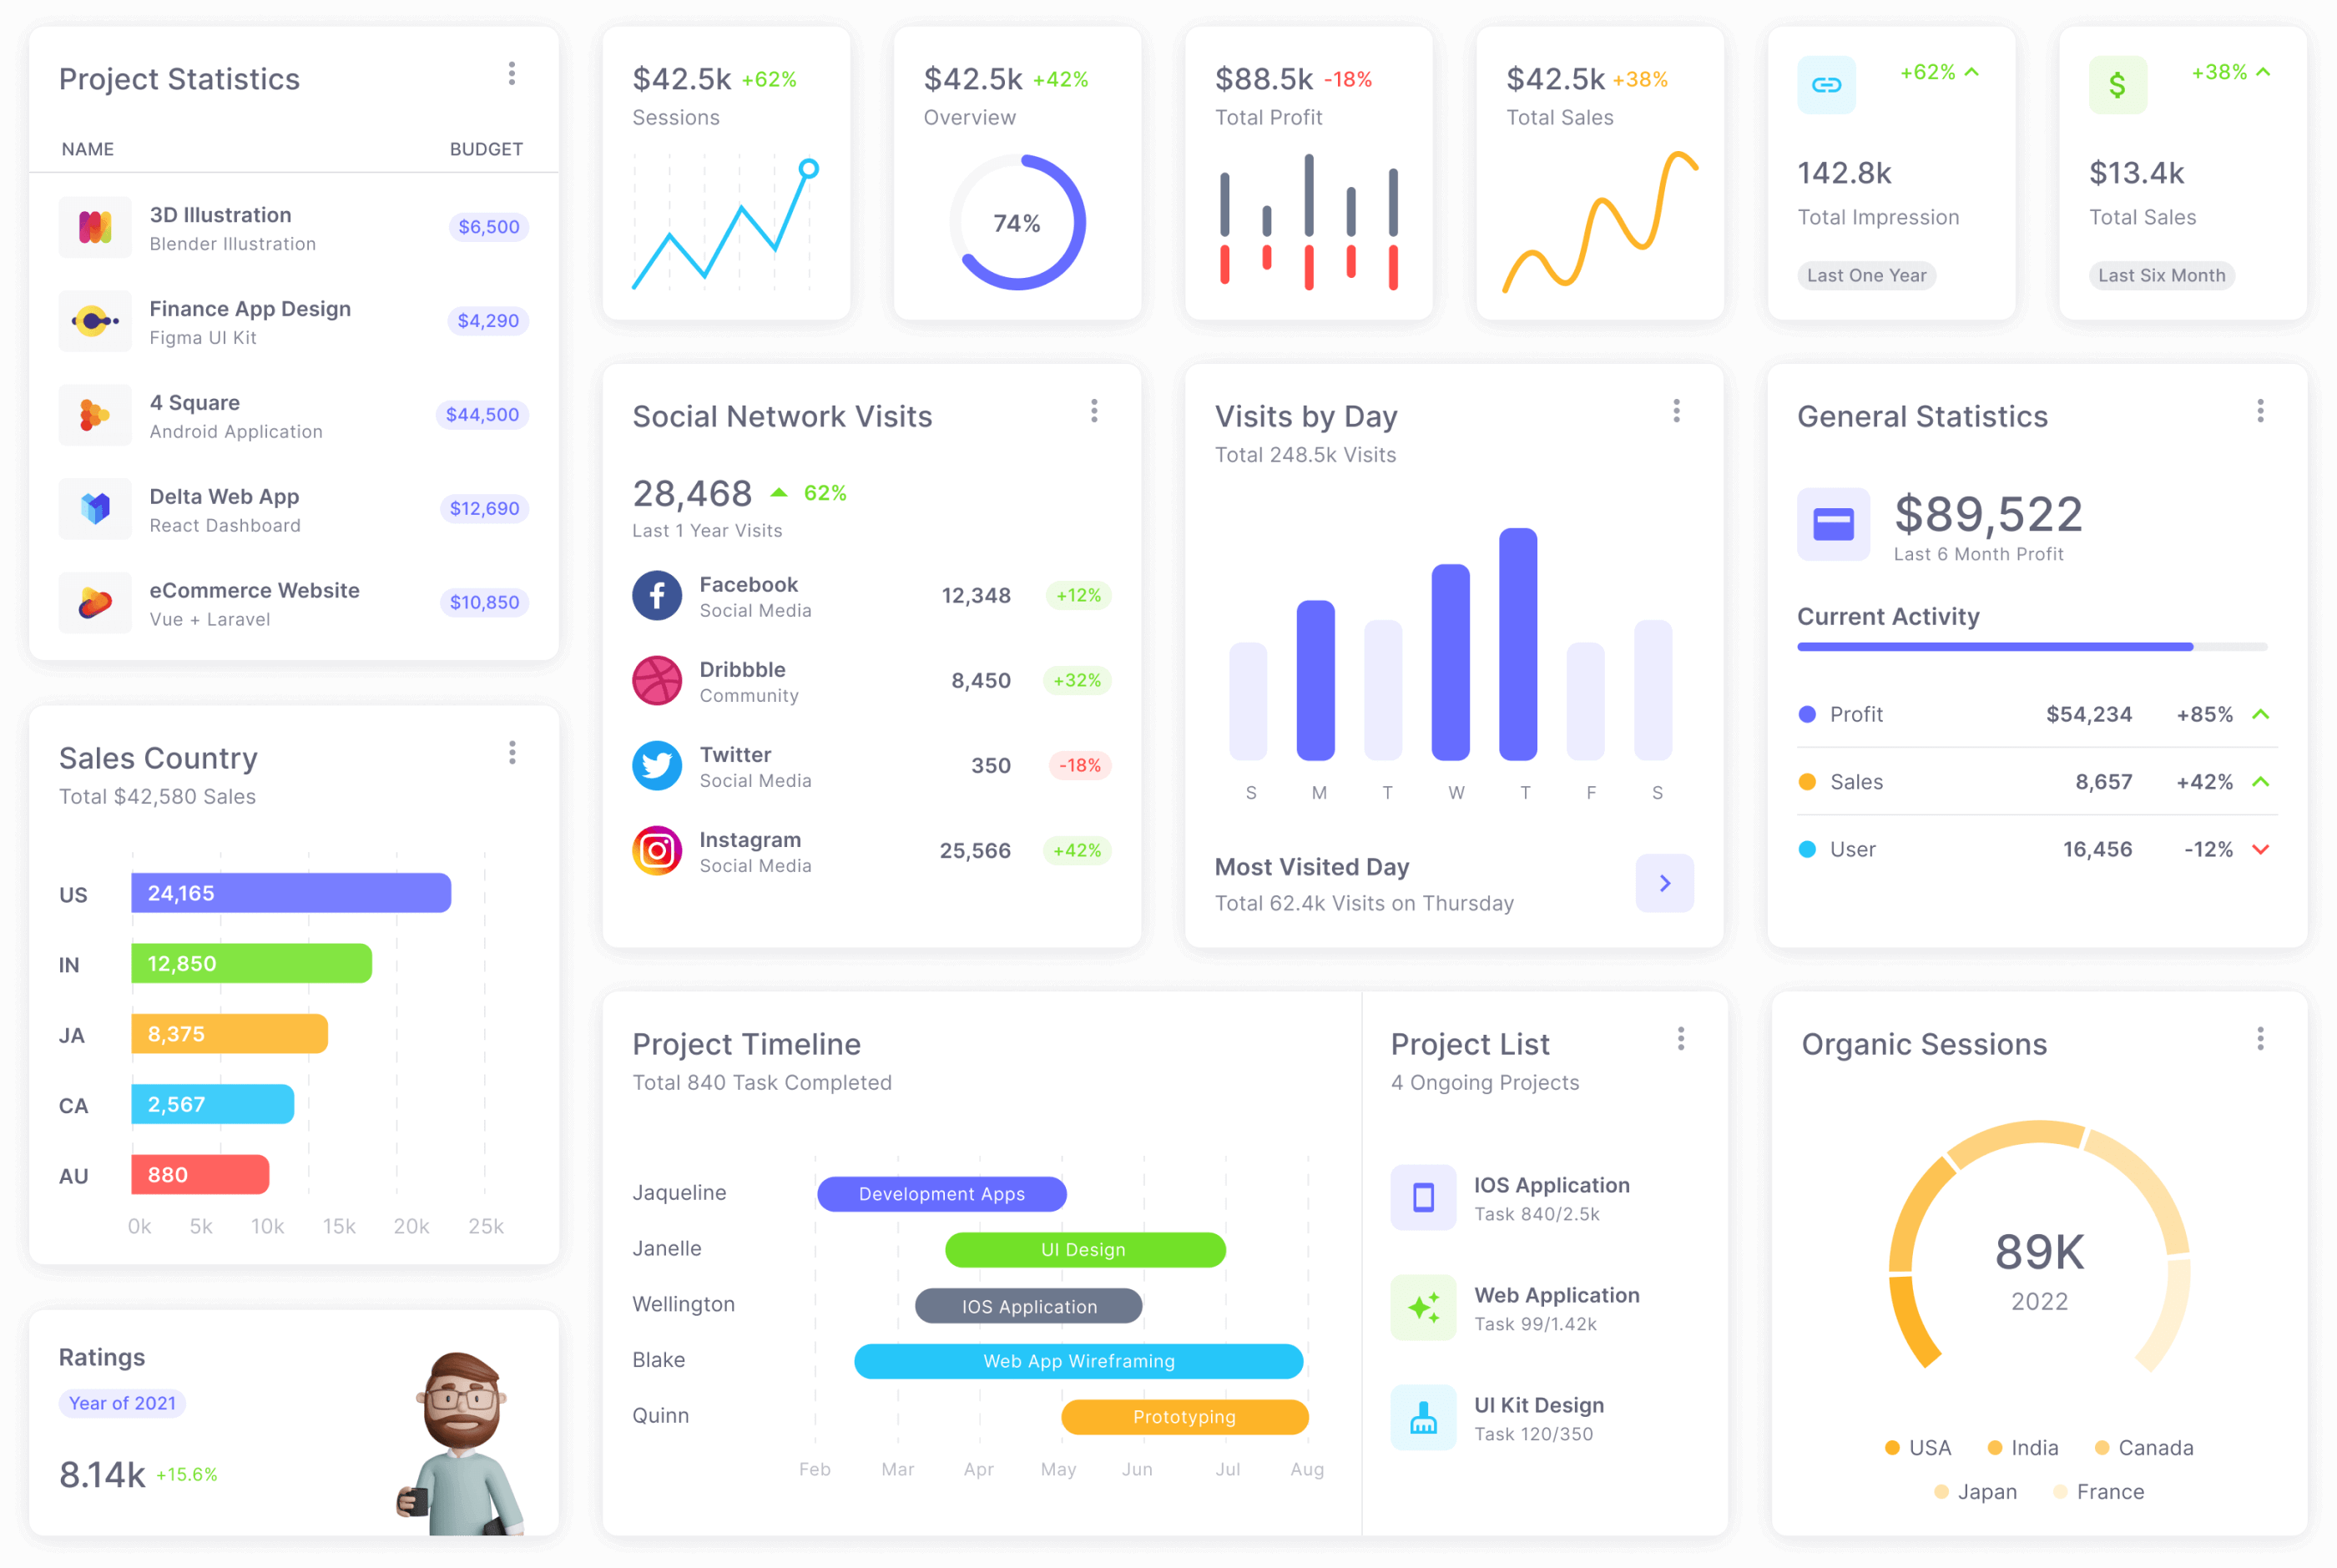 Project Statistics
NAME BUDGET
3D Illustration
Blender Illustration
$6,500
Finance App Design
Figma UI Kit
$4,290
4 Square
Android Application
$44,500
Delta Web App
React Dashboard
$12,690
eCommerce Website
Vue + Laravel
$10,850
$42.5k +62%
Sessions
$42.5k +42%
Overview
74%
$88.5k -18%
Total Profit
$42.5k +38%
Total Sales
+62%
142.8k
Total Impression
Last One Year
$
+38%
$13.4k
Total Sales
Last Six Month
Social Network Visits
28,468 62%
Last 1 Year Visits
Facebook
Social Media
12,348 +12%
Dribbble
Community
8,450 +32%
Twitter
Social Media
350 -18%
Instagram
Social Media
25,566 +42%
Visits by Day
Total 248.5k Visits
S M T W T F S
Most Visited Day
Total 62.4k Visits on Thursday
General Statistics
$89,522
Last 6 Month Profit
Current Activity
Profit $54,234 +85%
Sales 8,657 +42%
User 16,456 -12%
Sales Country
Total $42,580 Sales
US 24,165
IN 12,850
JA 8,375
CA 2,567
AU 880
0k 5k 10k 15k 20k 25k
Ratings
Year of 2021
8.14k +15.6%
Project Timeline
Total 840 Task Completed
Jaqueline Development Apps
Janelle UI Design
Wellington IOS Application
Blake Web App Wireframing
Quinn Prototyping
Feb Mar Apr May Jun Jul Aug
Project List
4 Ongoing Projects
IOS Application
Task 840/2.5k
Web Application
Task 99/1.42k
UI Kit Design
Task 120/350
Organic Sessions
89K
2022
USA India Canada
Japan France